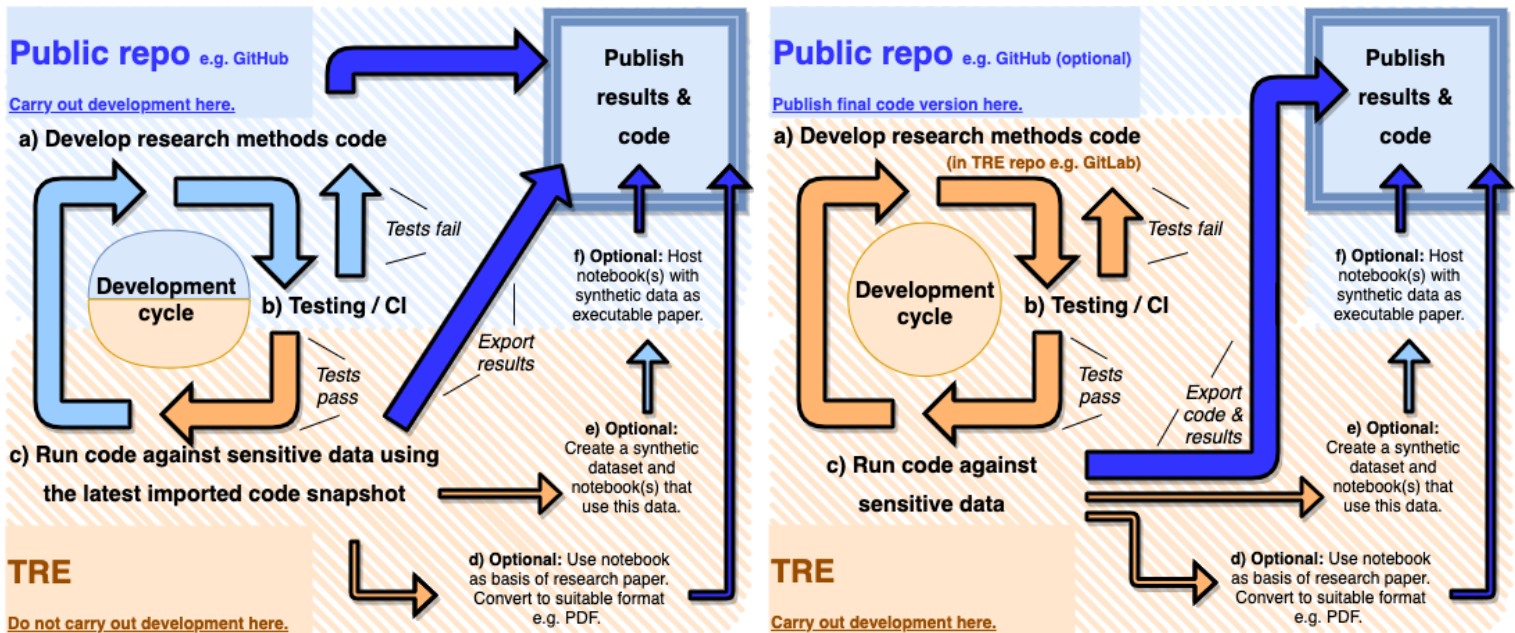 Public repo e.g. GitHub
Carry out development here.
a) Develop research methods code
Tests fail
Development
cycle
b) Testing / CI
Tests
pass
c) Run code against sensitive data using
the latest imported code snapshot
Export
results
Publish
results &
code
f) Optional: Host
notebook(s) with
synthetic data as
executable paper.
e) Optional:
Create a synthetic
dataset and
notebook(s) that
use this data.
d) Optional: Use notebook
as basis of research paper.
Convert to suitable format
e.g. PDF.
TRE
Do not carry out development here.
Public repo e.g. GitHub (optional)
Publish final code version here.
a) Develop research methods code
(in TRE repo e.g. GitLab)
Tests fail
Development
cycle
b) Testing / CI
Tests
pass
c) Run code against
sensitive data
Export
code &
results
Publish
results &
code
f) Optional: Host
notebook(s) with
synthetic data as
executable paper.
e) Optional:
Create a synthetic
dataset and
notebook(s) that
use this data.
d) Optional: Use notebook
as basis of research paper.
Convert to suitable format
e.g. PDF.
TRE
Carry out development here.